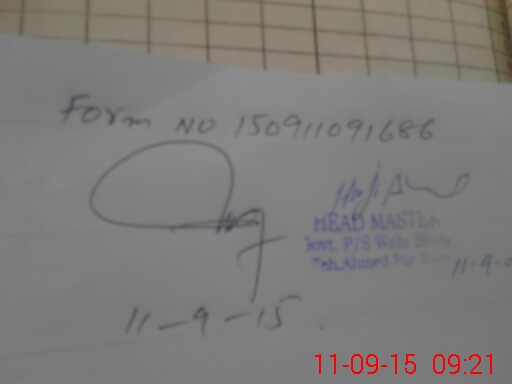 Form NO 150911091686
HEAD MASTER
Govt. P/S
Teh. Ahmed Pur
11-9-15
11-09-15 09:21